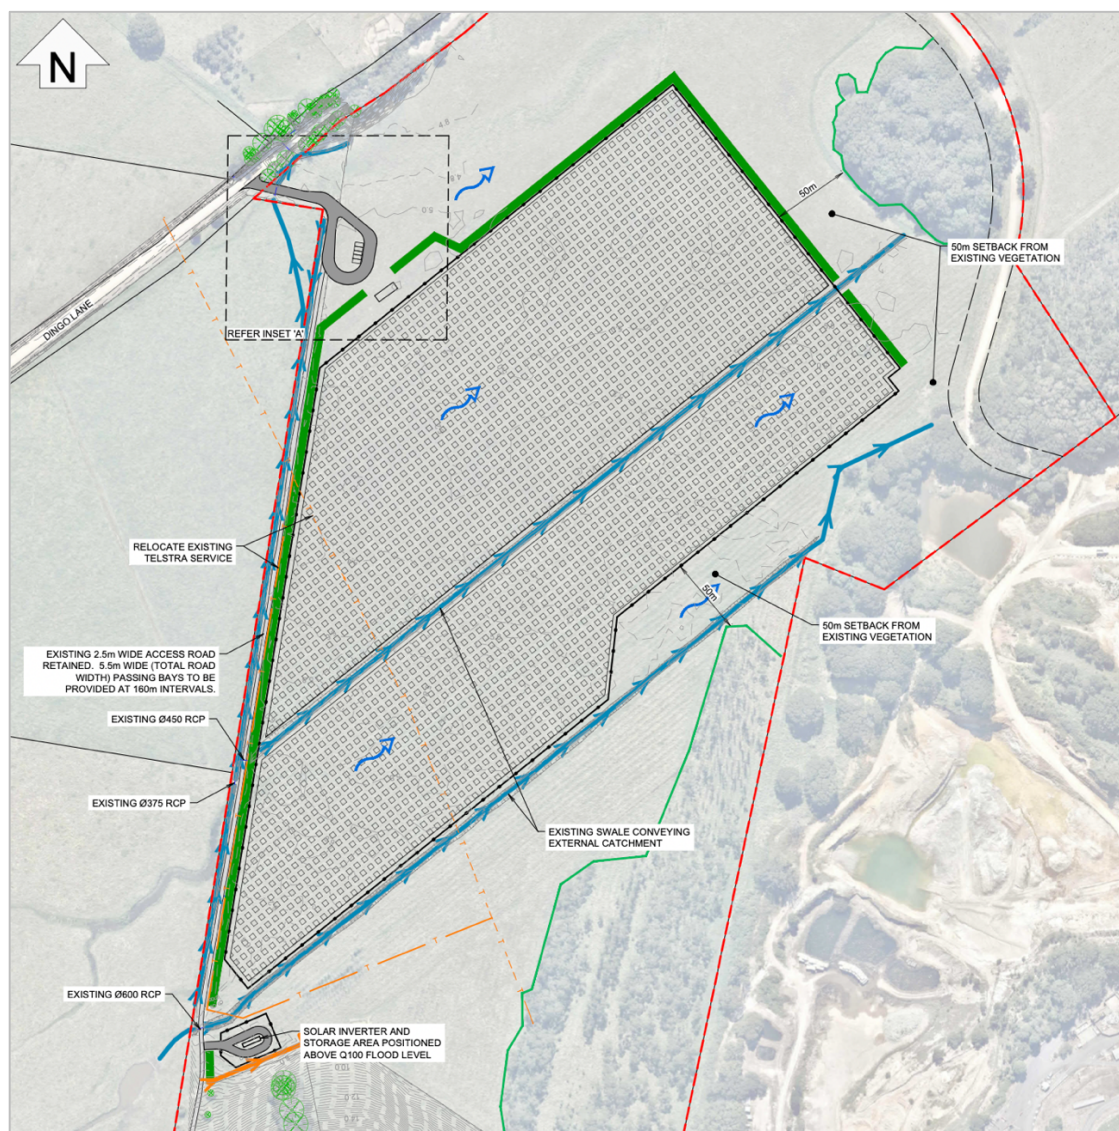 N
50m
50m SETBACK FROM
EXISTING VEGETATION
DINGO LANE
REFER INSET 'A'
RELOCATE EXISTING
TELSTRA SERVICE
50m
50m SETBACK FROM
EXISTING VEGETATION
EXISTING 2.5m WIDE ACCESS ROAD
RETAINED. 5.5m WIDE (TOTAL ROAD
WIDTH) PASSING BAYS TO BE
PROVIDED AT 160m INTERVALS.
EXISTING Ø450 RCP
EXISTING Ø375 RCP
EXISTING SWALE CONVEYING
EXTERNAL CATCHMENT
EXISTING Ø600 RCP
SOLAR INVERTER AND
STORAGE AREA POSITIONED
ABOVE Q100 FLOOD LEVEL